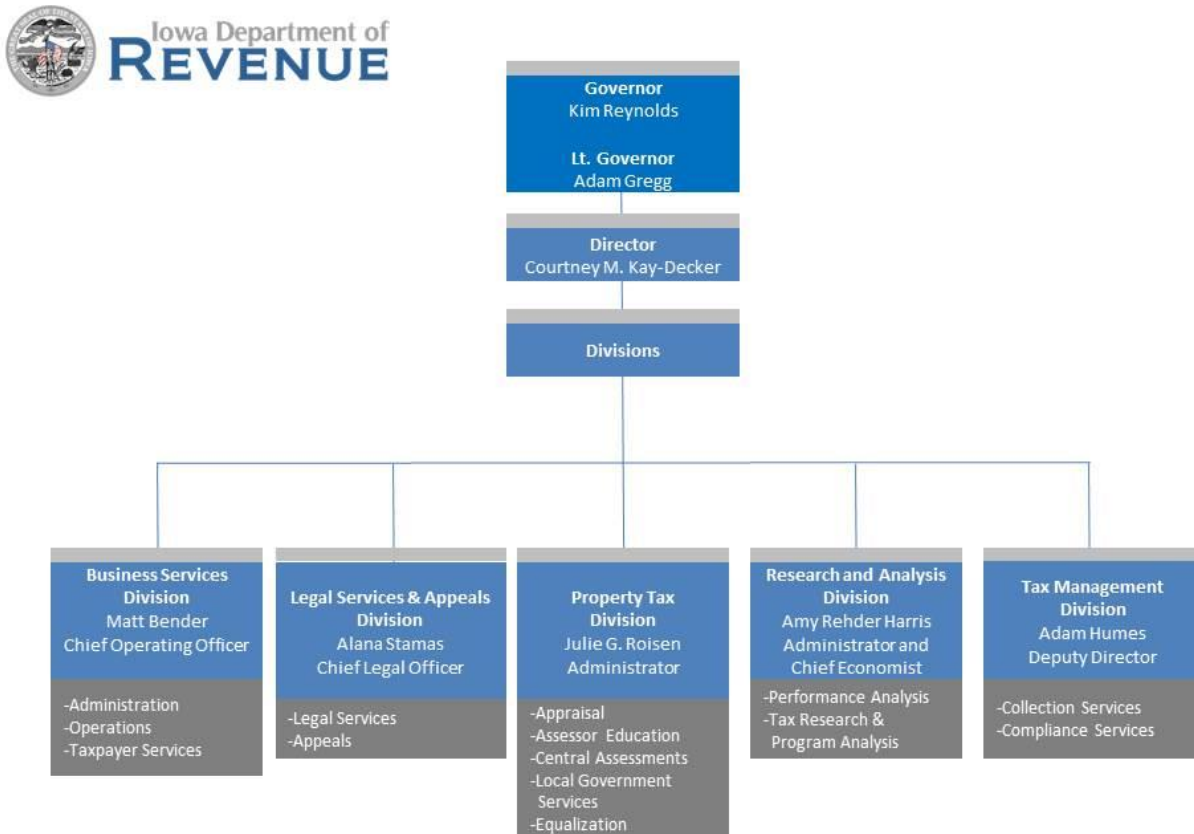 Iowa Department of
REVENUE
Governor
Kim Reynolds
Lt. Governor
Adam Gregg
Director
Courtney M. Kay-Decker
Divisions
Business Services
Division
Matt Bender
Chief Operating Officer
-Administration
-Operations
-Taxpayer Services
Legal Services & Appeals
Division
Alana Stamas
Chief Legal Officer
-Legal Services
-Appeals
Property Tax
Division
Julie G. Roisen
Administrator
-Appraisal
-Assessor Education
-Central Assessments
-Local Government
Services
-Equalization
Research and Analysis
Division
Amy Rehder Harris
Administrator and
Chief Economist
-Performance Analysis
-Tax Research &
Program Analysis
Tax Management
Division
Adam Humes
Deputy Director
-Collection Services
-Compliance Services